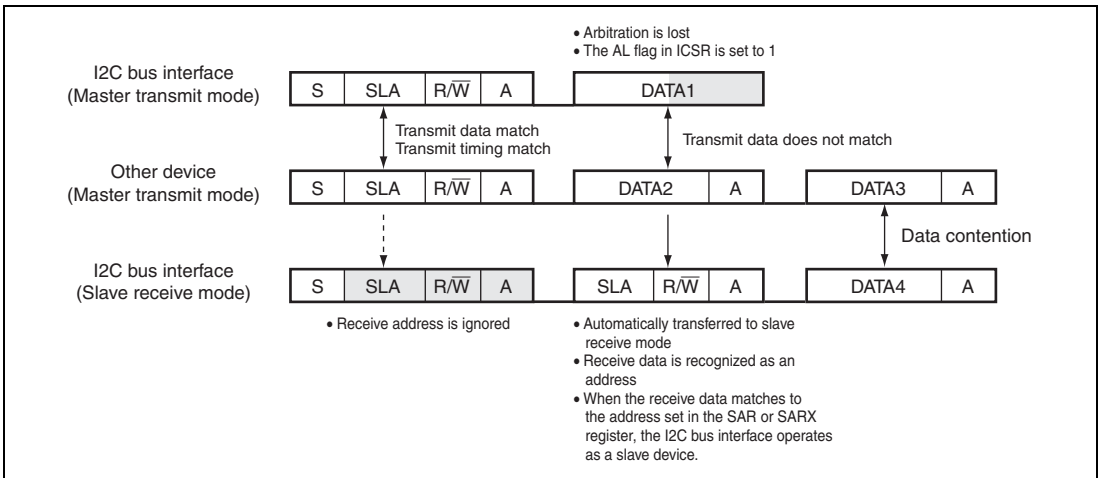 • Arbitration is lost
• The AL flag in ICSR is set to 1
I2C bus interface
(Master transmit mode)
S SLA R/W̅ A DATA1
Transmit data match
Transmit timing match
Transmit data does not match
Other device
(Master transmit mode)
S SLA R/W̅ A DATA2 A DATA3 A
Data contention
I2C bus interface
(Slave receive mode)
S SLA R/W̅ A SLA R/W̅ A DATA4 A
• Receive address is ignored
• Automatically transferred to slave
receive mode
• Receive data is recognized as an
address
• When the receive data matches to
the address set in the SAR or SARX
register, the I2C bus interface operates
as a slave device.